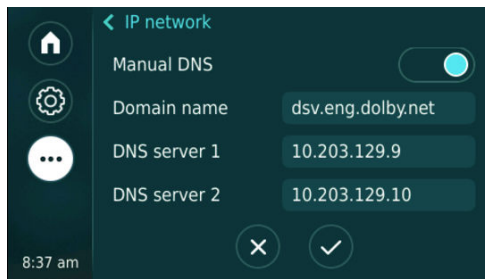 IP network
Manual DNS
Domain name dsv.eng.dolby.net
DNS server 1 10.203.129.9
DNS server 2 10.203.129.10
8:37 am